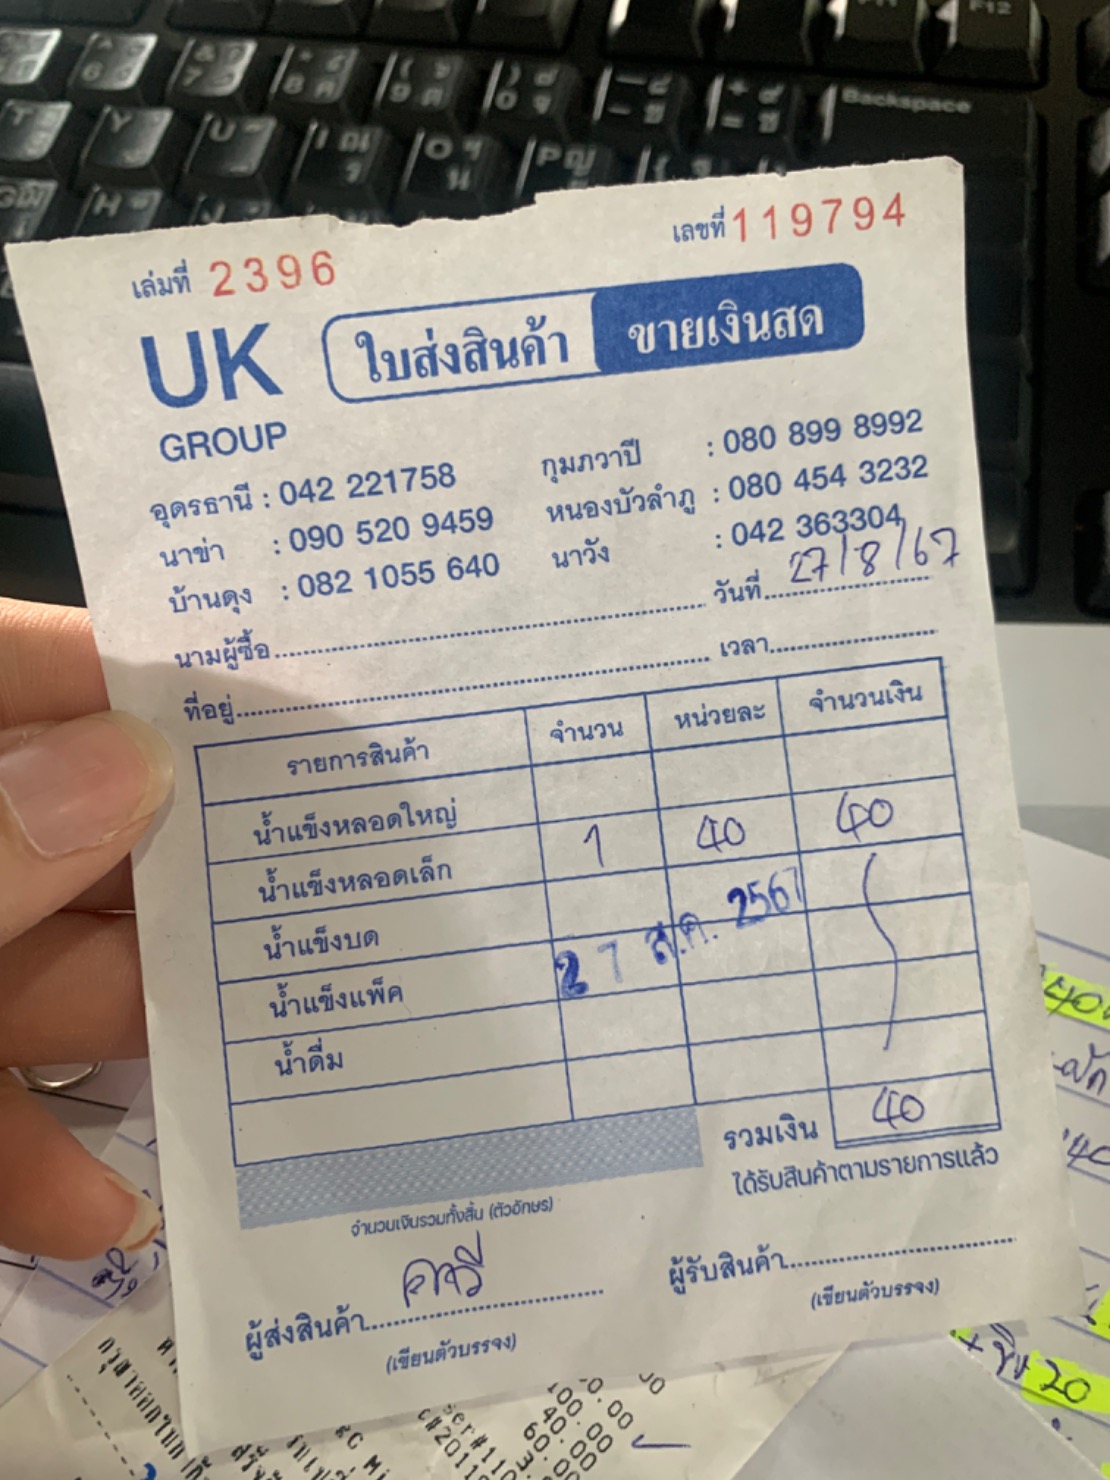 F12
Backspace
เล่มที่ 2396
เลขที่ 119794
UK
GROUP
ใบส่งสินค้า ขายเงินสด
อุดรธานี : 042 221758 กุมภวาปี : 080 899 8992
นาข่า : 090 520 9459 หนองบัวลำภู : 080 454 3232
บ้านดุง : 082 1055 640 นาวัง : 042 363304
นามผู้ซื้อ วันที่ 27/8/67
ที่อยู่ เวลา
รายการสินค้า จำนวน หน่วยละ จำนวนเงิน
น้ำแข็งหลอดใหญ่ 1 40 40
น้ำแข็งหลอดเล็ก
น้ำแข็งบด 27 ส.ค. 2567
น้ำแข็งแพ็ค
น้ำดื่ม
รวมเงิน 40
ได้รับสินค้าตามรายการแล้ว
จำนวนเงินรวมทั้งสิ้น (ตัวอักษร)
ผู้ส่งสินค้า ผู้รับสินค้า
(เขียนตัวบรรจง) (เขียนตัวบรรจง)
20